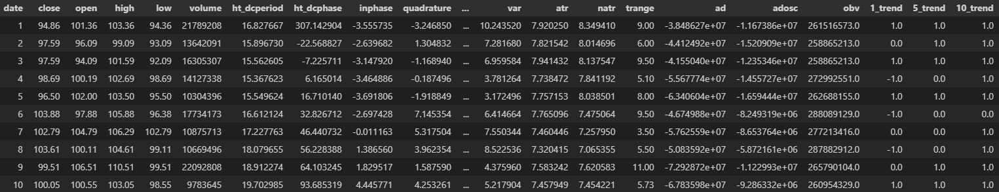 date close open high low volume ht_dcperiod ht_dcphase inphase quadrature ... var atr natr trange ad adosc obv 1_trend 5_trend 10_trend
1 94.86 101.36 103.36 94.36 21789208 16.827667 307.142904 -3.555735 -3.246850 ... 10.243520 7.920250 8.349410 9.00 -3.848627e+07 -1.167386e+07 261516573.0 1.0 1.0 1.0
2 97.59 96.09 99.09 93.09 13642091 15.896730 -22.568827 -2.639682 1.304832 ... 7.281680 7.821542 8.014696 6.00 -4.412492e+07 -1.520909e+07 258865213.0 0.0 1.0 1.0
3 97.59 94.09 101.59 92.09 16305307 15.562605 -7.225711 -3.147920 -1.168940 ... 6.959584 7.941432 8.137547 9.50 -4.155040e+07 -1.235346e+07 258865213.0 1.0 1.0 1.0
4 98.69 100.19 102.69 98.69 14127338 15.367623 6.165014 -3.464886 -0.187496 ... 3.781264 7.738472 7.841192 5.10 -5.567774e+07 -1.455727e+07 272992551.0 -1.0 0.0 1.0
5 96.50 102.00 103.50 95.50 10304396 15.549624 16.710140 -3.691806 -1.918849 ... 3.172496 7.757153 8.038501 8.00 -6.340604e+07 -1.659444e+07 262688155.0 1.0 1.0 1.0
6 103.88 97.88 105.88 96.38 17734173 16.612124 32.826712 -2.697428 7.145354 ... 6.414664 7.765096 7.475064 9.50 -4.674988e+07 -8.249319e+06 288089129.0 -1.0 0.0 0.0
7 102.79 104.79 106.29 102.79 10875713 17.227763 46.440732 -0.011163 5.317504 ... 7.550344 7.460446 7.257950 3.50 -5.762559e+07 -8.653764e+06 277213416.0 0.0 0.0 1.0
8 103.61 100.11 104.61 99.11 10669496 18.079655 56.228388 1.386560 3.962354 ... 8.522536 7.320415 7.065355 5.50 -5.083592e+07 -5.872161e+06 287882912.0 -1.0 0.0 1.0
9 99.51 106.51 110.51 99.51 22092808 18.912274 64.103245 1.829517 1.587590 ... 4.375960 7.583242 7.620583 11.00 -7.292872e+07 -1.122993e+07 265790104.0 0.0 1.0 1.0
10 100.05 100.55 103.05 98.55 9783645 19.702985 93.685319 4.445771 4.253261 ... 5.217904 7.457949 7.454221 5.73 -6.783598e+07 -9.286332e+06 260954329.0 1.0 1.0 1.0